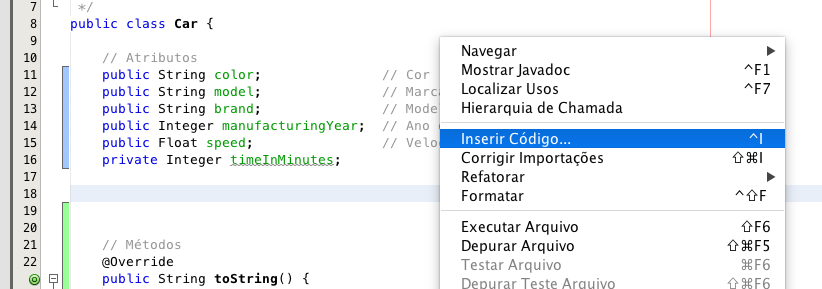 7 */
8 public class Car {
9
10 // Atributos
11 public String color; // Cor
12 public String model; // Marca
13 public String brand; // Mode
14 public Integer manufacturingYear; // Ano
15 public Float speed; // Velo
16 private Integer timeInMinutes;
17
18
19
20
21 // Métodos
22 @Override
public String toString() {
Navegar
Mostrar Javadoc ^F1
Localizar Usos ^F7
Hierarquia de Chamada
Inserir Código... ^I
Corrigir Importações ⇧⌘I
Refatorar
Formatar ^⇧F
Executar Arquivo ⇧F6
Depurar Arquivo ⇧⌘F5
Testar Arquivo ⌘F6
Depurar Teste Arquivo ⇧⌘F6